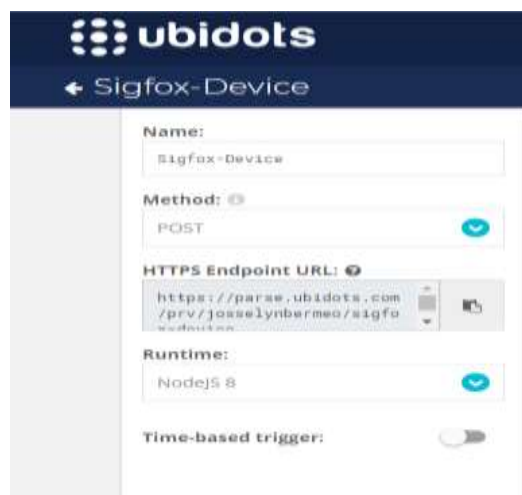 ubidots
Sigfox-Device
Name:
Sigfox-Device
Method:
POST
HTTPS Endpoint URL:
https://parse.ubidots.com
/prv/josselynbermeo/sigfo
x-device
Runtime:
NodeJS 8
Time-based trigger: